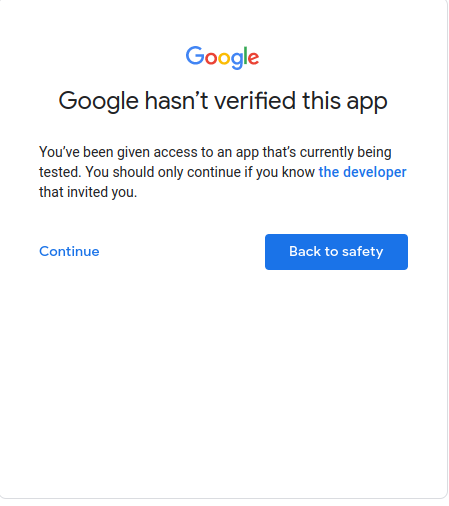 Google
Google hasn’t verified this app
You’ve been given access to an app that’s currently being
tested. You should only continue if you know the developer
that invited you.
Continue
Back to safety